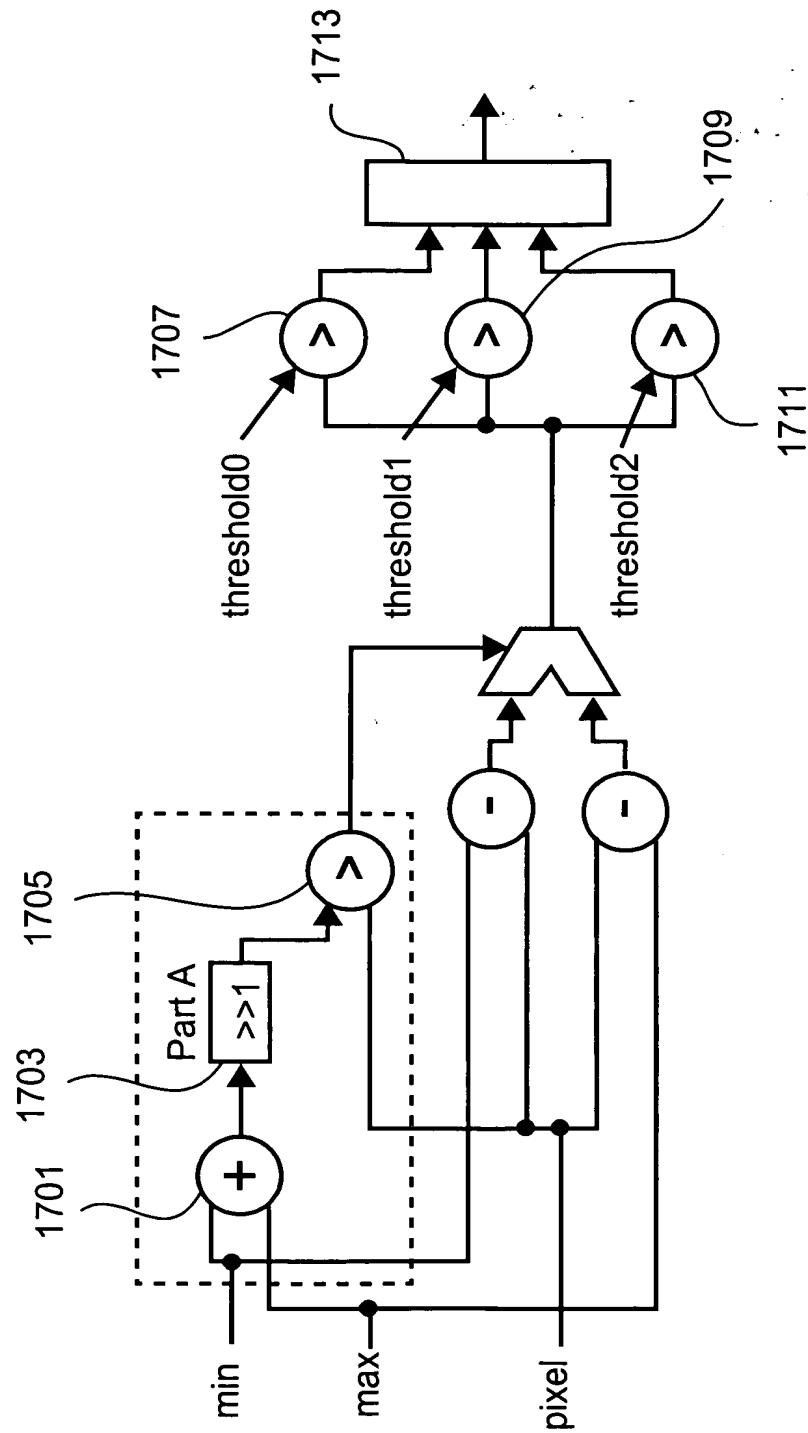 1701
1703
Part A
1705
+
>>1
>
min
max
pixel
-
-
threshold0
threshold1
threshold2
1707
>
>
>
1709
1711
1713